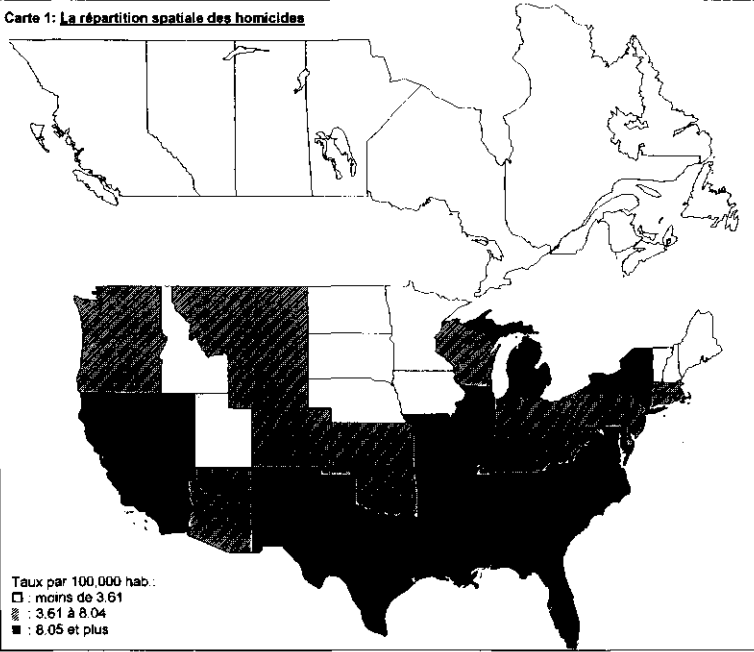 Carte 1: La répartition spatiale des homicides
Taux par 100,000 hab.:
: moins de 3.61
: 3.61 à 8.04
: 8.05 et plus